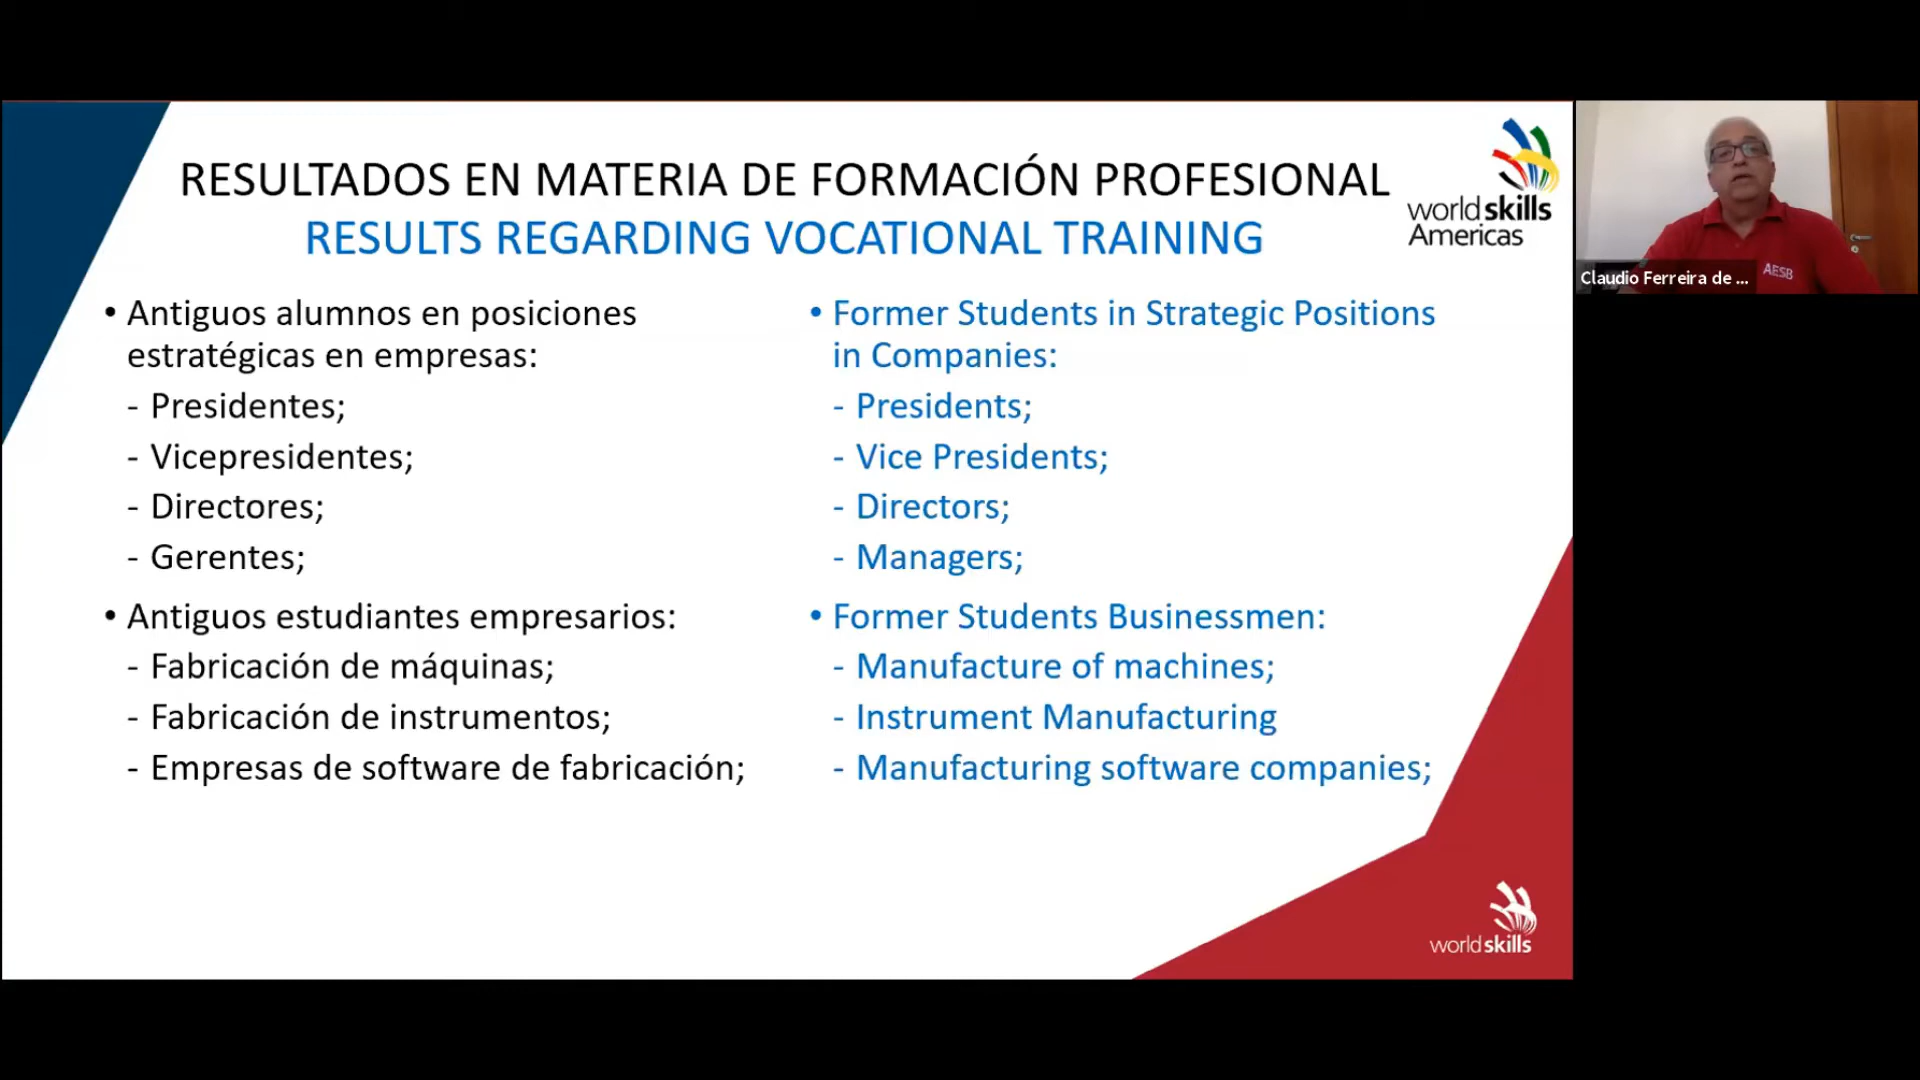 RESULTADOS EN MATERIA DE FORMACIÓN PROFESIONAL
RESULTS REGARDING VOCATIONAL TRAINING
world skills
Americas
• Antiguos alumnos en posiciones
estratégicas en empresas:
- Presidentes;
- Vicepresidentes;
- Directores;
- Gerentes;
• Antiguos estudiantes empresarios:
- Fabricación de máquinas;
- Fabricación de instrumentos;
- Empresas de software de fabricación;
• Former Students in Strategic Positions
in Companies:
- Presidents;
- Vice Presidents;
- Directors;
- Managers;
• Former Students Businessmen:
- Manufacture of machines;
- Instrument Manufacturing
- Manufacturing software companies;
worldskills
AESB
Claudio Ferreira de ...